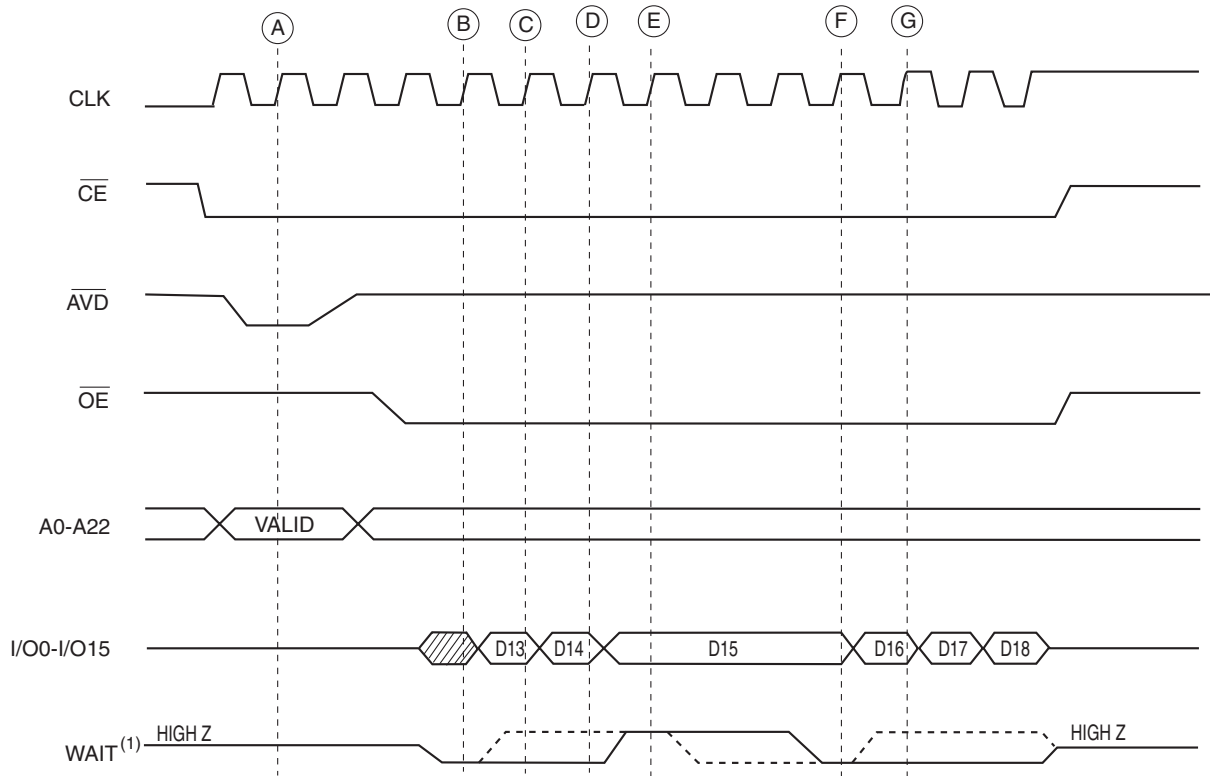 A B C D E F G
CLK
CE
AVD
OE
A0-A22 VALID
I/O0-I/O15 D13 D14 D15 D16 D17 D18
WAIT(1) HIGH Z HIGH Z